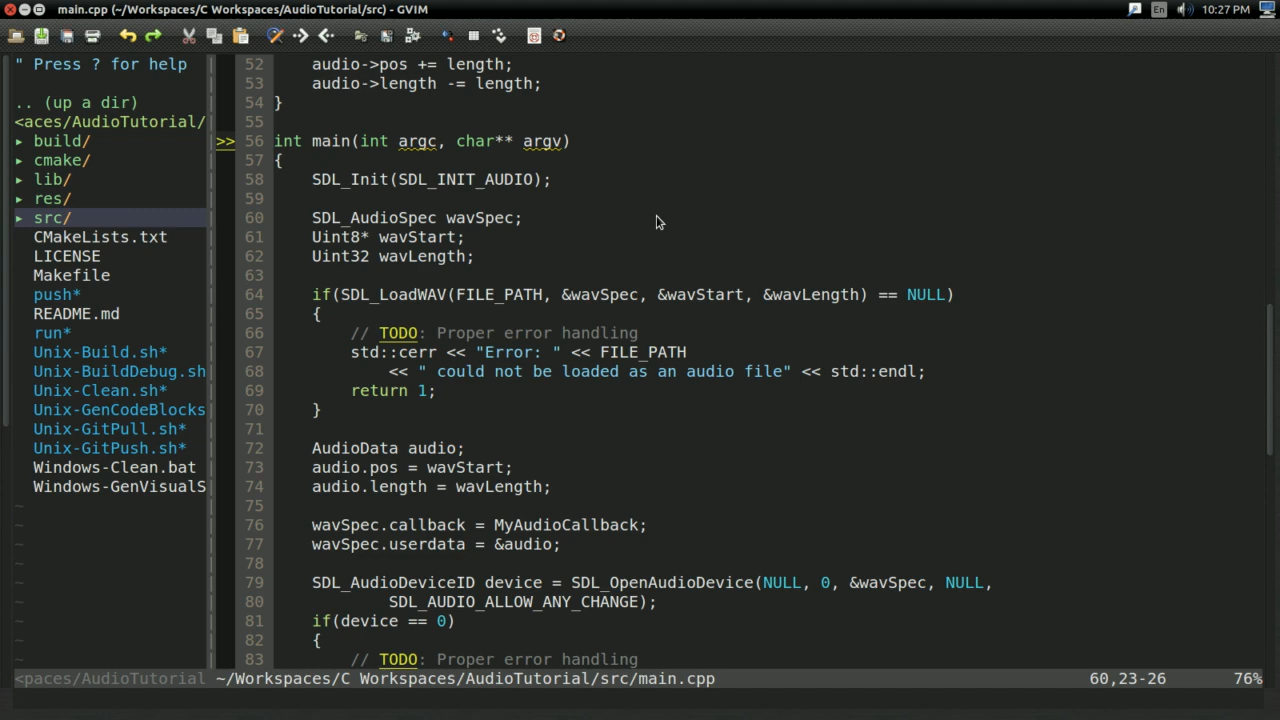 main.cpp (~/Workspaces/C Workspaces/AudioTutorial/src) - GVIM
En
10:27 PM
" Press ? for help
.. (up a dir)
<aces/AudioTutorial/
▸ build/
▸ cmake/
▸ lib/
▸ res/
▸ src/
CMakeLists.txt
LICENSE
Makefile
push*
README.md
run*
Unix-Build.sh*
Unix-BuildDebug.sh
Unix-Clean.sh*
Unix-GenCodeBlocks
Unix-GitPull.sh*
Unix-GitPush.sh*
Windows-Clean.bat
Windows-GenVisualS
~
~
~
~
~
~
~
~
~
52     audio->pos += length;
53     audio->length -= length;
54 }
55
>> 56 int main(int argc, char** argv)
57 {
58     SDL_Init(SDL_INIT_AUDIO);
59
60     SDL_AudioSpec wavSpec;
61     Uint8* wavStart;
62     Uint32 wavLength;
63
64     if(SDL_LoadWAV(FILE_PATH, &wavSpec, &wavStart, &wavLength) == NULL)
65     {
66         // TODO: Proper error handling
67         std::cerr << "Error: " << FILE_PATH
68             << " could not be loaded as an audio file" << std::endl;
69         return 1;
70     }
71
72     AudioData audio;
73     audio.pos = wavStart;
74     audio.length = wavLength;
75
76     wavSpec.callback = MyAudioCallback;
77     wavSpec.userdata = &audio;
78
79     SDL_AudioDeviceID device = SDL_OpenAudioDevice(NULL, 0, &wavSpec, NULL,
80             SDL_AUDIO_ALLOW_ANY_CHANGE);
81     if(device == 0)
82     {
83         // TODO: Proper error handling
<paces/AudioTutorial ~/Workspaces/C Workspaces/AudioTutorial/src/main.cpp 60,23-26 76%